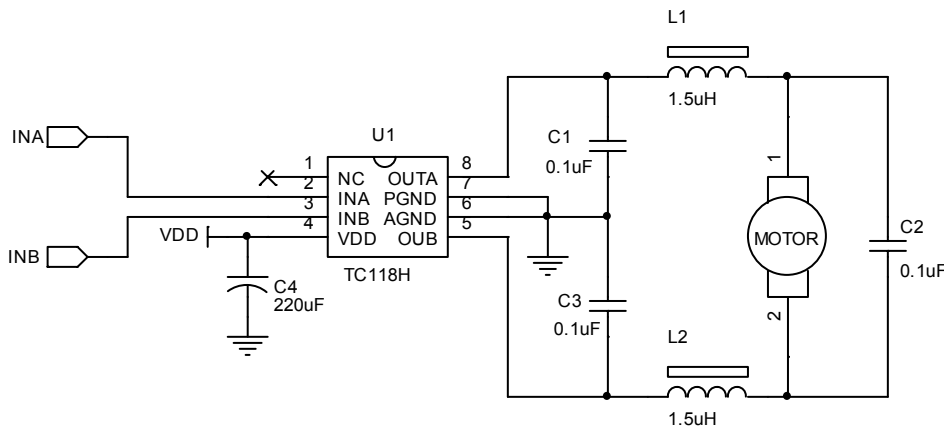 L1
1.5uH
INA
U1
C1
0.1uF
1
1
8
NC
OUTA
2
7
INA
PGND
3
6
INB
AGND
4
5
VDD
OUB
VDD
INB
TC118H
MOTOR
C2
0.1uF
C4
220uF
C3
0.1uF
2
L2
1.5uH